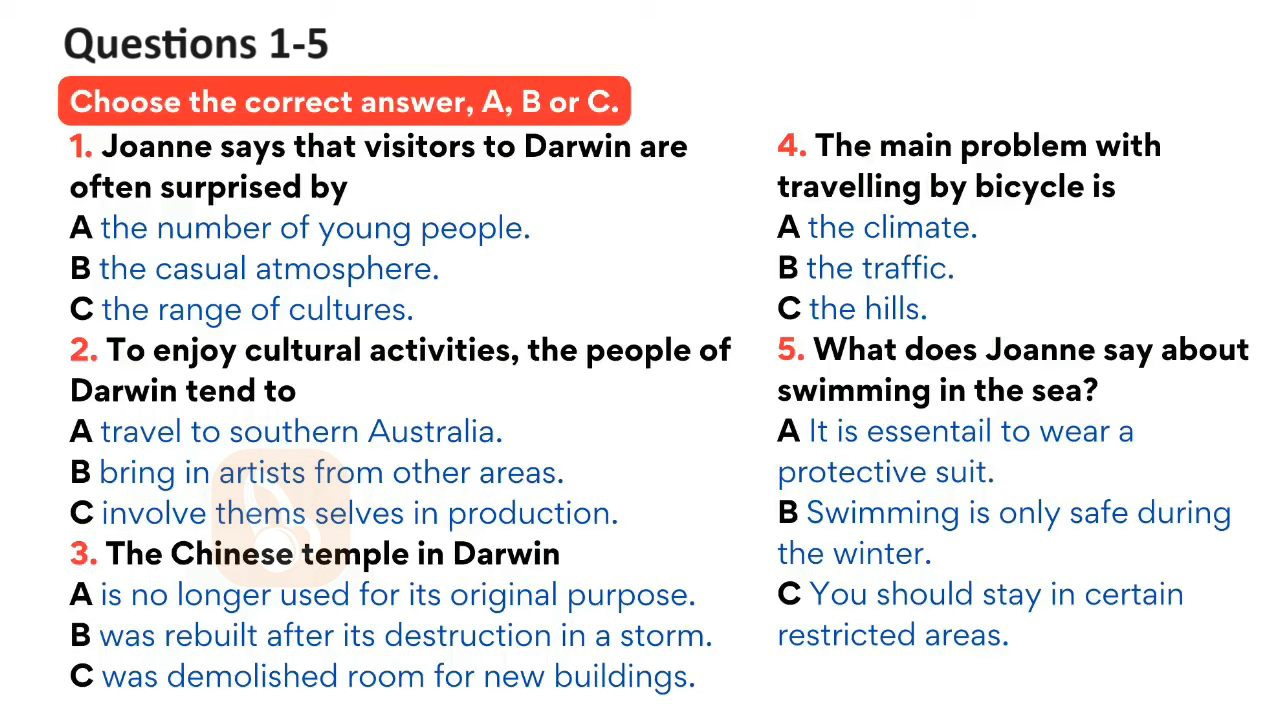 Questions 1-5
Choose the correct answer, A, B or C.
1. Joanne says that visitors to Darwin are
often surprised by
A the number of young people.
B the casual atmosphere.
C the range of cultures.
2. To enjoy cultural activities, the people of
Darwin tend to
A travel to southern Australia.
B bring in artists from other areas.
C involve thems selves in production.
3. The Chinese temple in Darwin
A is no longer used for its original purpose.
B was rebuilt after its destruction in a storm.
C was demolished room for new buildings.
4. The main problem with
travelling by bicycle is
A the climate.
B the traffic.
C the hills.
5. What does Joanne say about
swimming in the sea?
A It is essentail to wear a
protective suit.
B Swimming is only safe during
the winter.
C You should stay in certain
restricted areas.